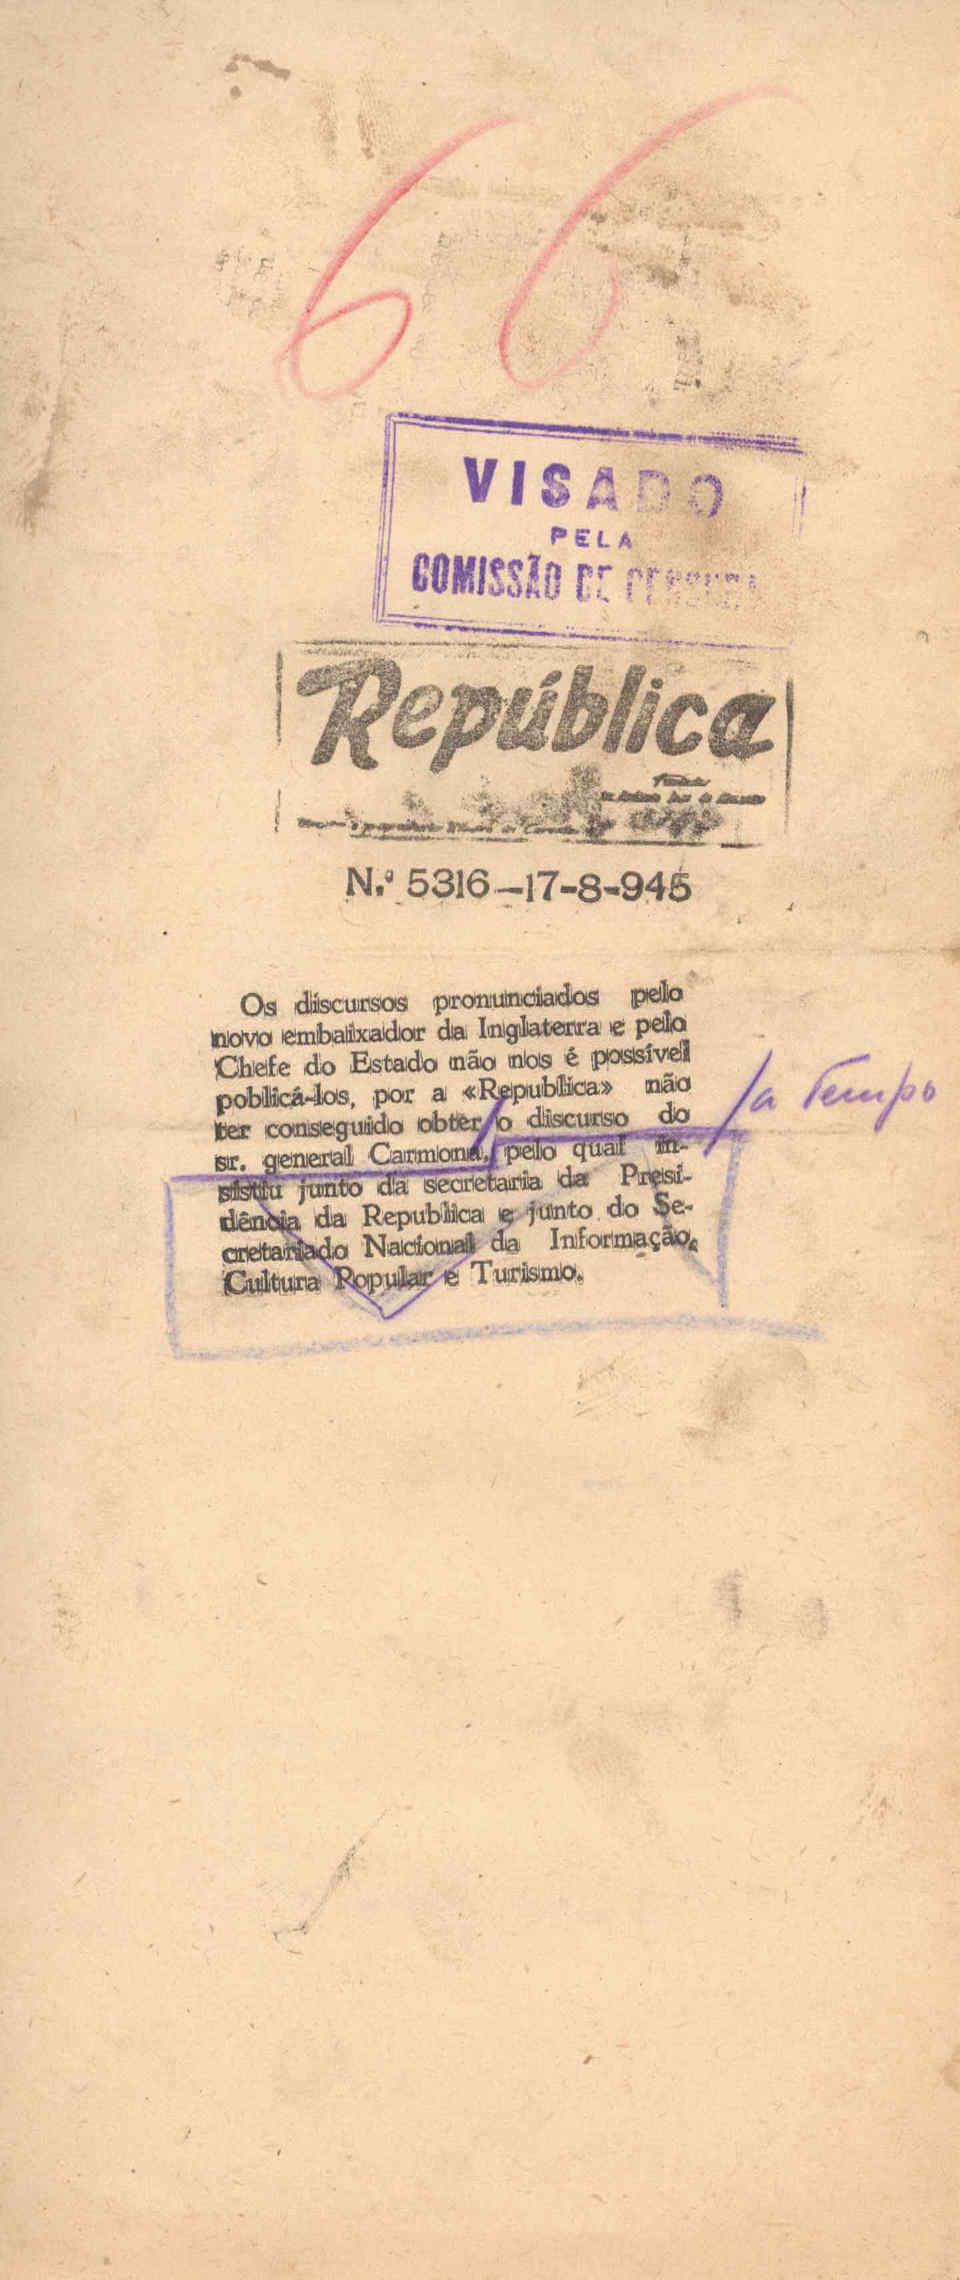 66
VISADO
PELA
COMISSÃO DE CENSURA
República
N.º 5316-17-8-945
Os discursos pronunciados pelo
novo embaixador da Inglaterra e pelo
Chefe do Estado não nos é possível
poblicá-los, por a «Republica» não
ter conseguido obter o discurso do
/a tempo
sr. general Carmona, pelo qual in-
sistiu junto da secretaria da Presi-
dência da Republica e junto do Se-
cretariado Nacional da Informação,
Cultura Popular e Turismo.